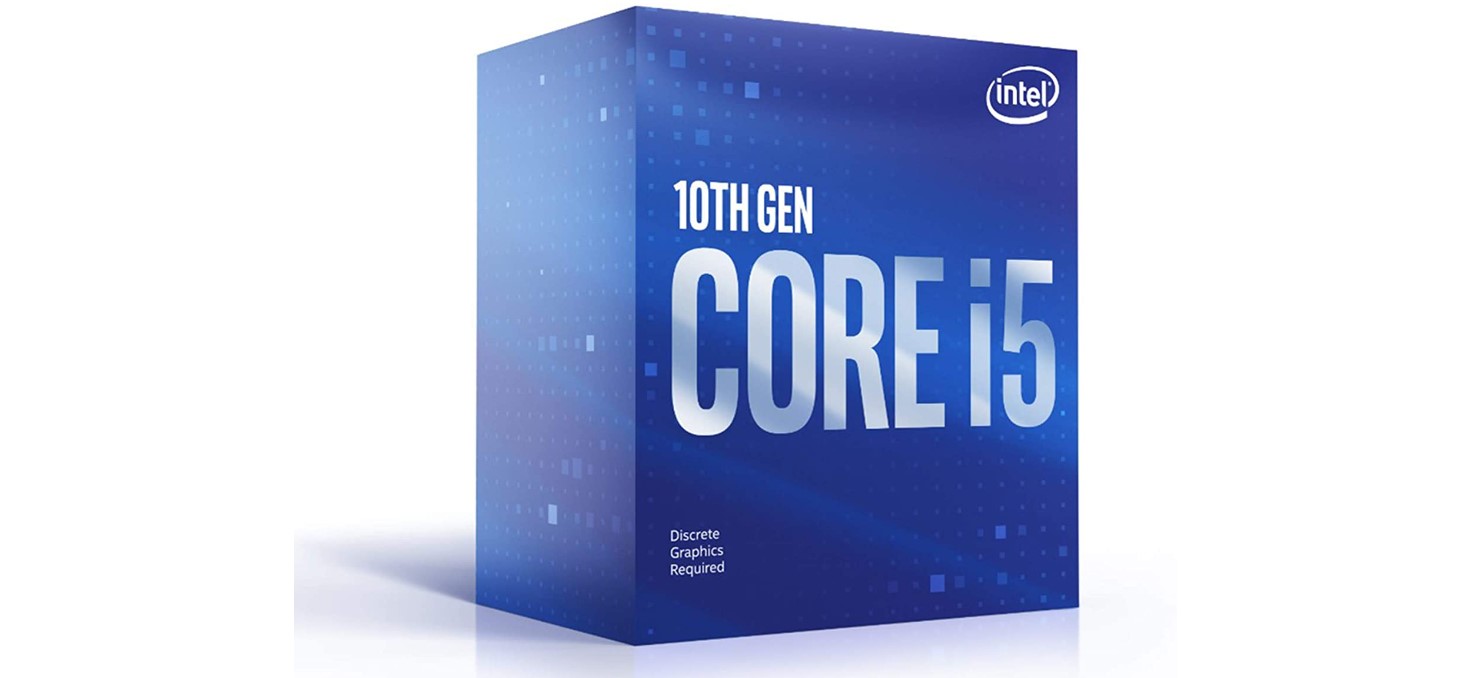 intel
10TH GEN
CORE i5
Discrete
Graphics
Required